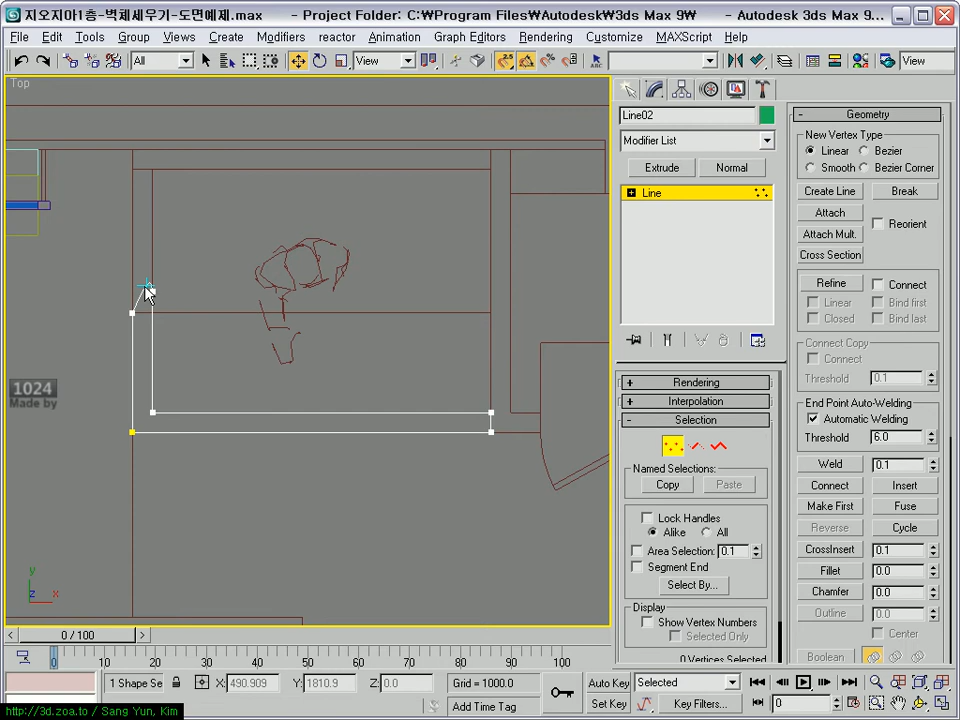 지오지아1층-벽체세우기-도면예제.max - Project Folder: C:\Program Files\Autodesk\3ds Max 9\ - Autodesk 3ds Max 9...
File Edit Tools Group Views Create Modifiers reactor Animation Graph Editors Rendering Customize MAXScript Help
All View View
Top
Line02
Modifier List
Extrude Normal
Line
Rendering
Interpolation
Selection
Named Selections:
Copy Paste
Lock Handles
Alike All
Area Selection: 0.1
Segment End
Select By...
Display
Show Vertex Numbers
Selected Only
0 Vertices Selected
Geometry
New Vertex Type
Linear Bezier
Smooth Bezier Corner
Create Line Break
Attach Reorient
Attach Mult.
Cross Section
Refine Connect
Linear Bind first
Closed Bind last
Connect Copy
Connect
Threshold 0.1
End Point Auto-Welding
Automatic Welding
Threshold 6.0
Weld 0.1
Connect Insert
Make First Fuse
Reverse Cycle
CrossInsert 0.1
Fillet 0.0
Chamfer 0.0
Outline 0.0
Center
Boolean
1024
Made by
y
z x
< 0 / 100 >
0 10 20 30 40 50 60 70 80 90 100
1 Shape Se X: 490.909 Y: 1810.9 Z: 0.0 Grid = 1000.0 Auto Key Selected
Add Time Tag Set Key Key Filters... 0
http://3d.zoa.to / Sang Yun, Kim